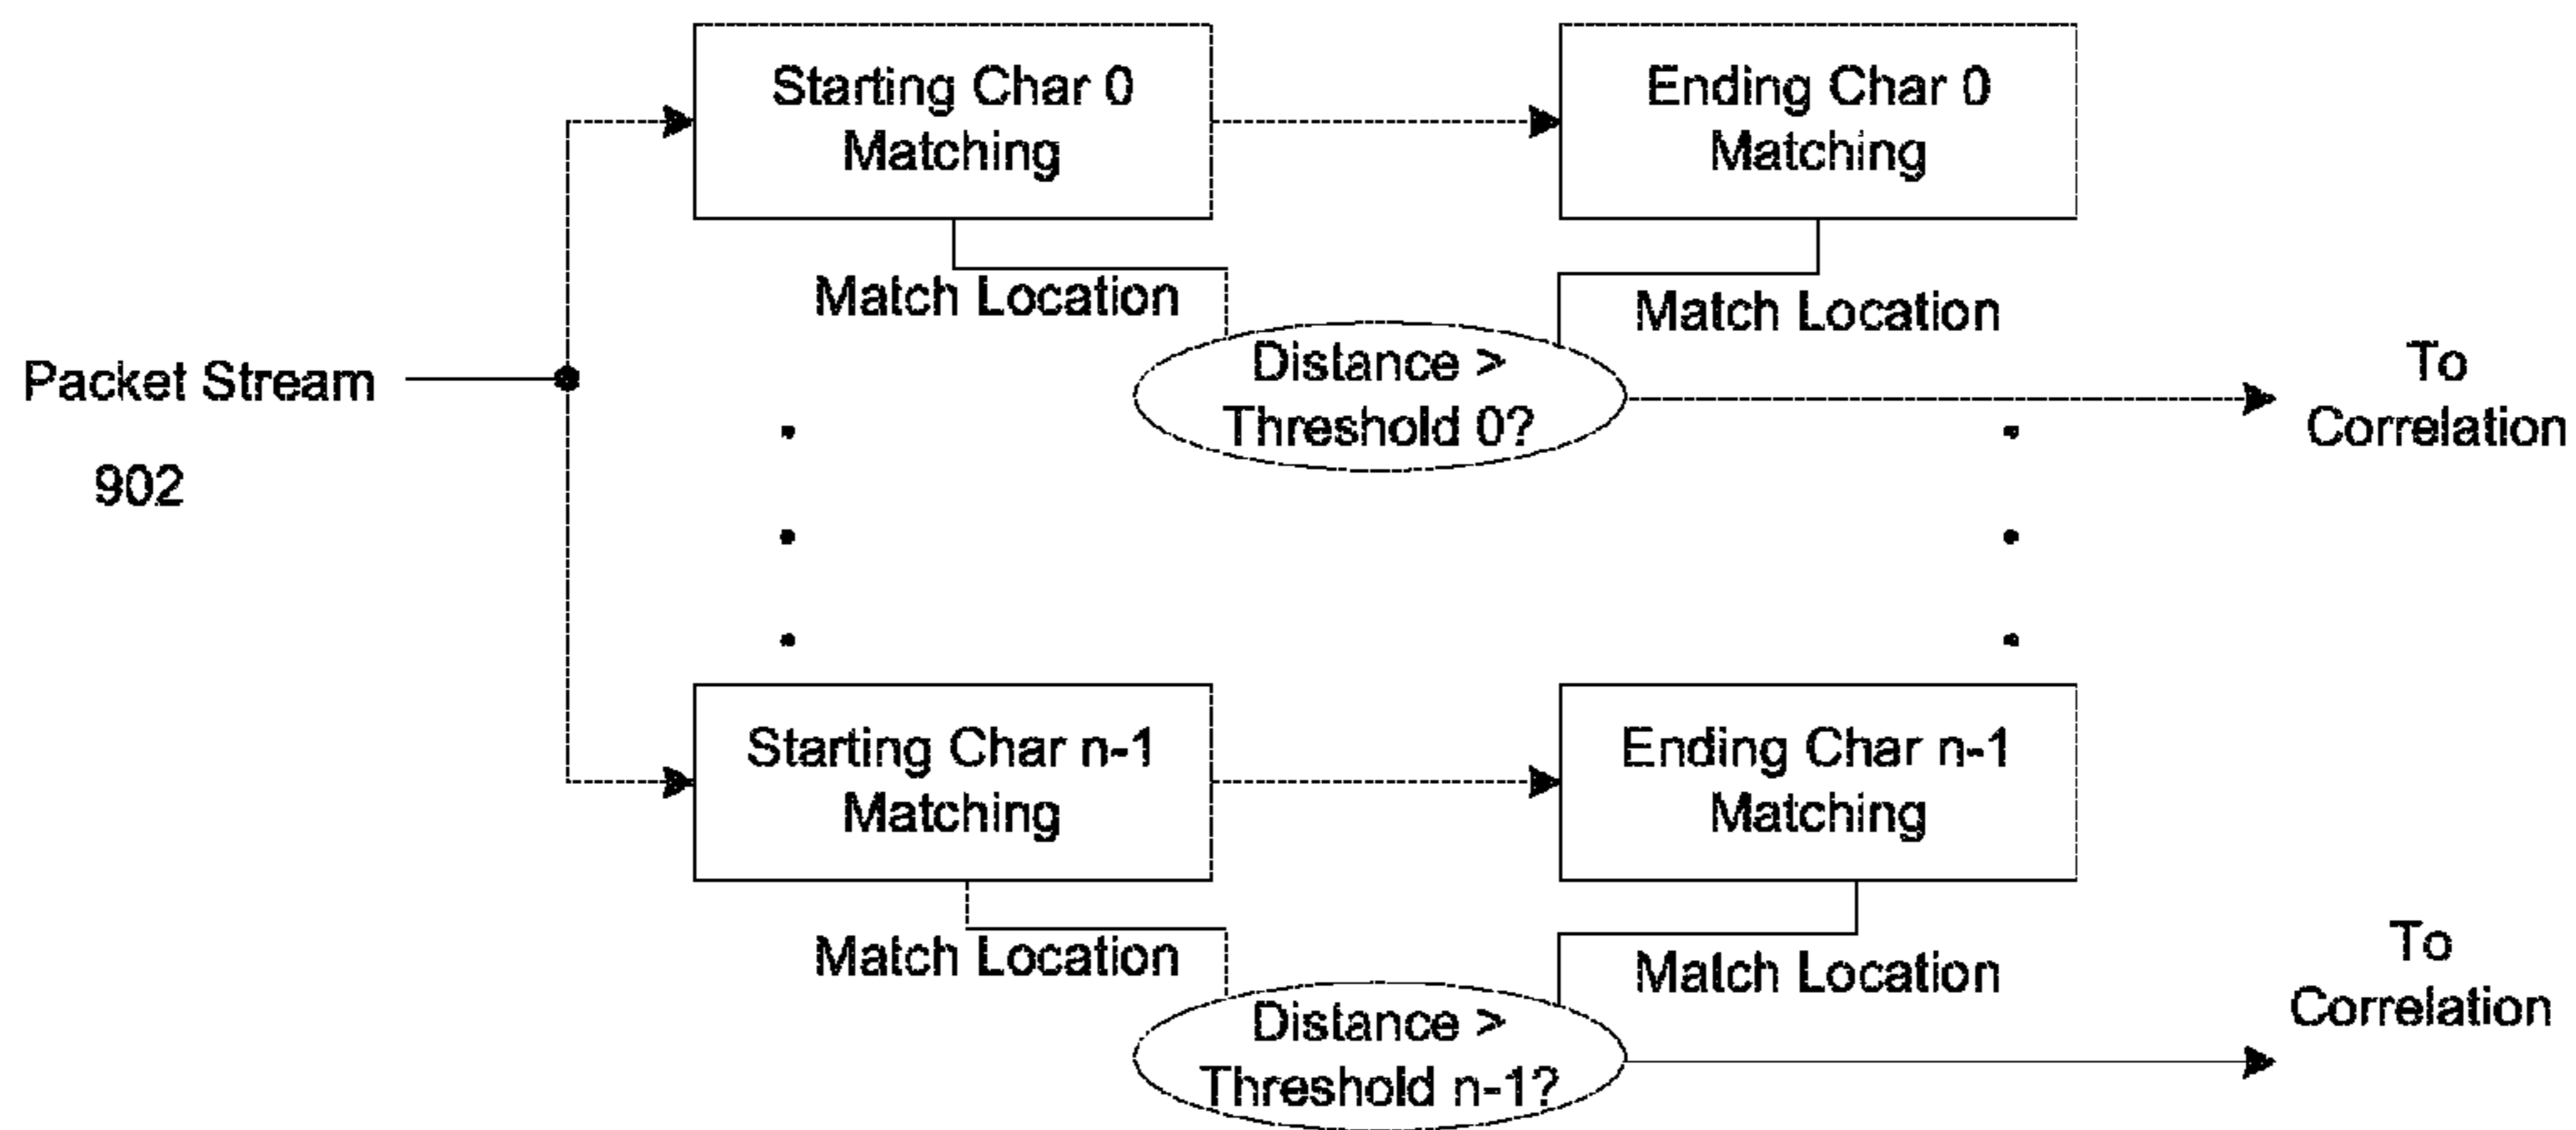 Starting Char 0
Matching
Ending Char 0
Matching
Match Location
Match Location
Packet Stream
902
Distance >
Threshold 0?
To
Correlation
Starting Char n-1
Matching
Ending Char n-1
Matching
Match Location
Match Location
Distance >
Threshold n-1?
To
Correlation